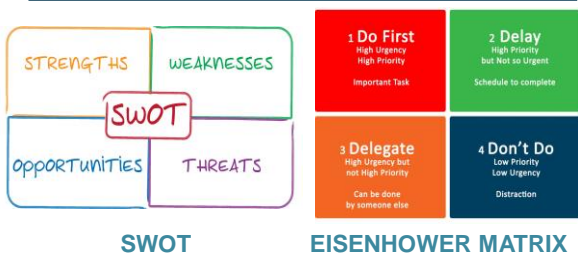 STRENGTHS
WEAKNESSES
SWOT
OPPORTUNITIES
THREATS
1 Do First
High Urgency
High Priority
Important Task
2 Delay
High Priority
but Not so Urgent
Schedule to complete
3 Delegate
High Urgency but
not High Priority
Can be done
by someone else
4 Don't Do
Low Priority
Low Urgency
Distraction
SWOT
EISENHOWER MATRIX